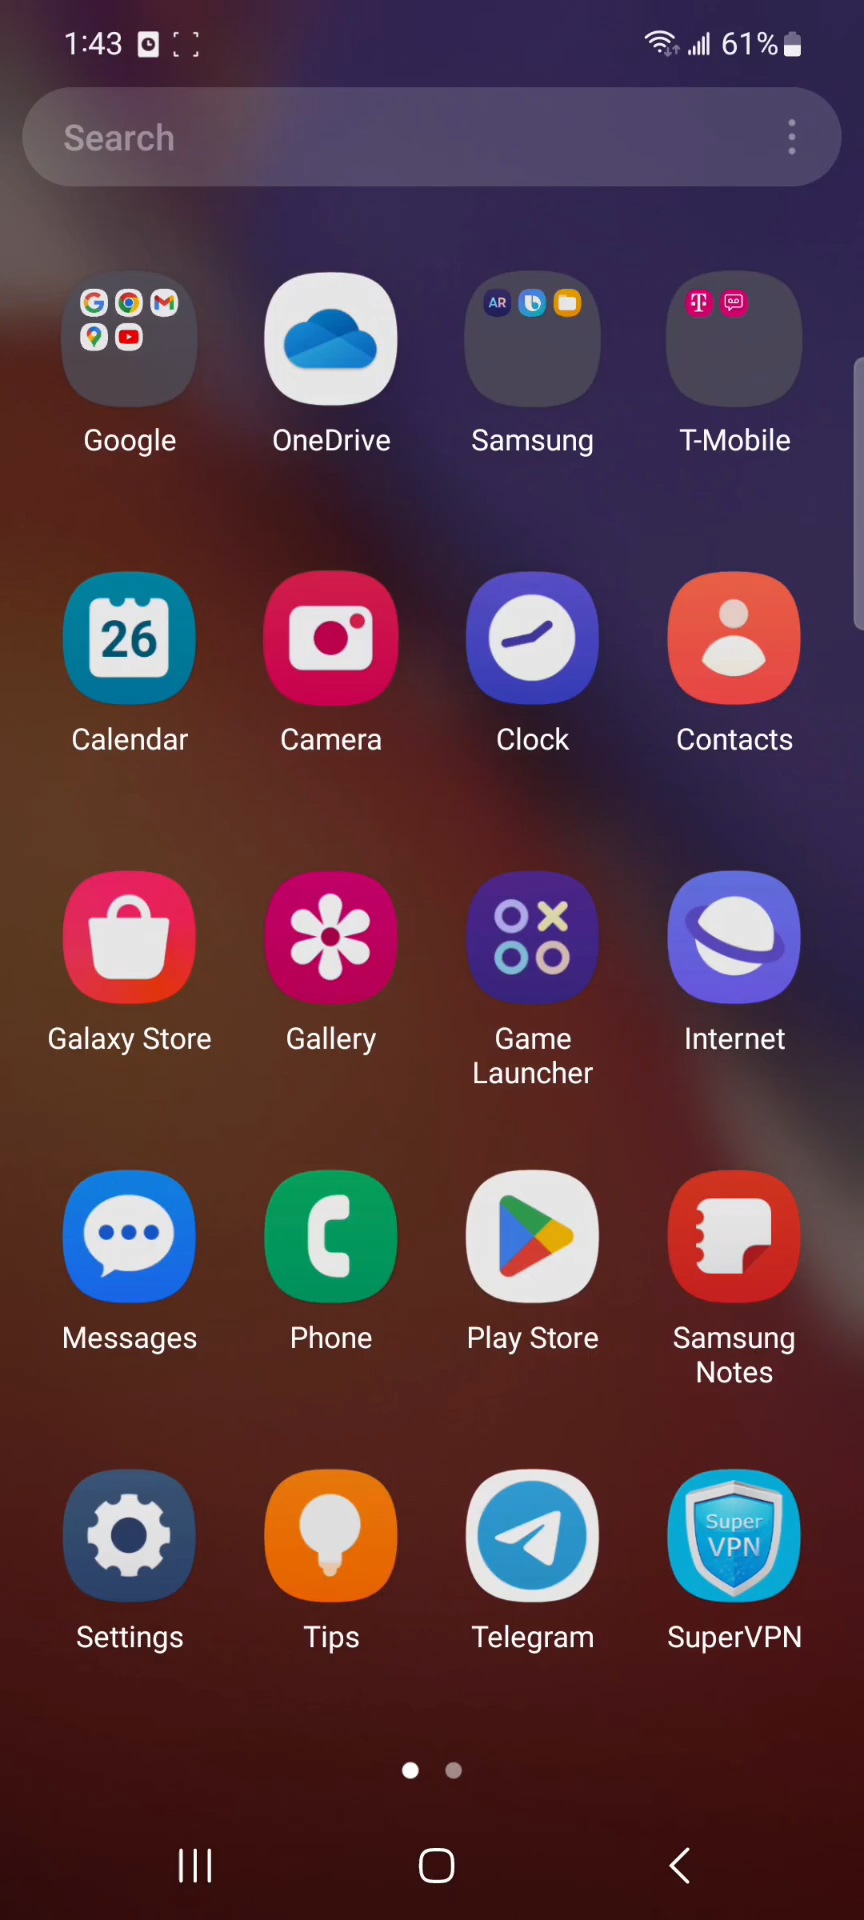 1:43 61%
Search
AR
Google OneDrive Samsung T-Mobile
26
Calendar Camera Clock Contacts
Galaxy Store Gallery Game Launcher Internet
Messages Phone Play Store Samsung Notes
Super
VPN
Settings Tips Telegram SuperVPN